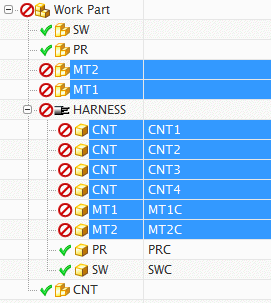 Work Part
SW
PR
MT2
MT1
HARNESS
CNT CNT1
CNT CNT2
CNT CNT3
CNT CNT4
MT1 MT1C
MT2 MT2C
PR PRC
SW SWC
CNT